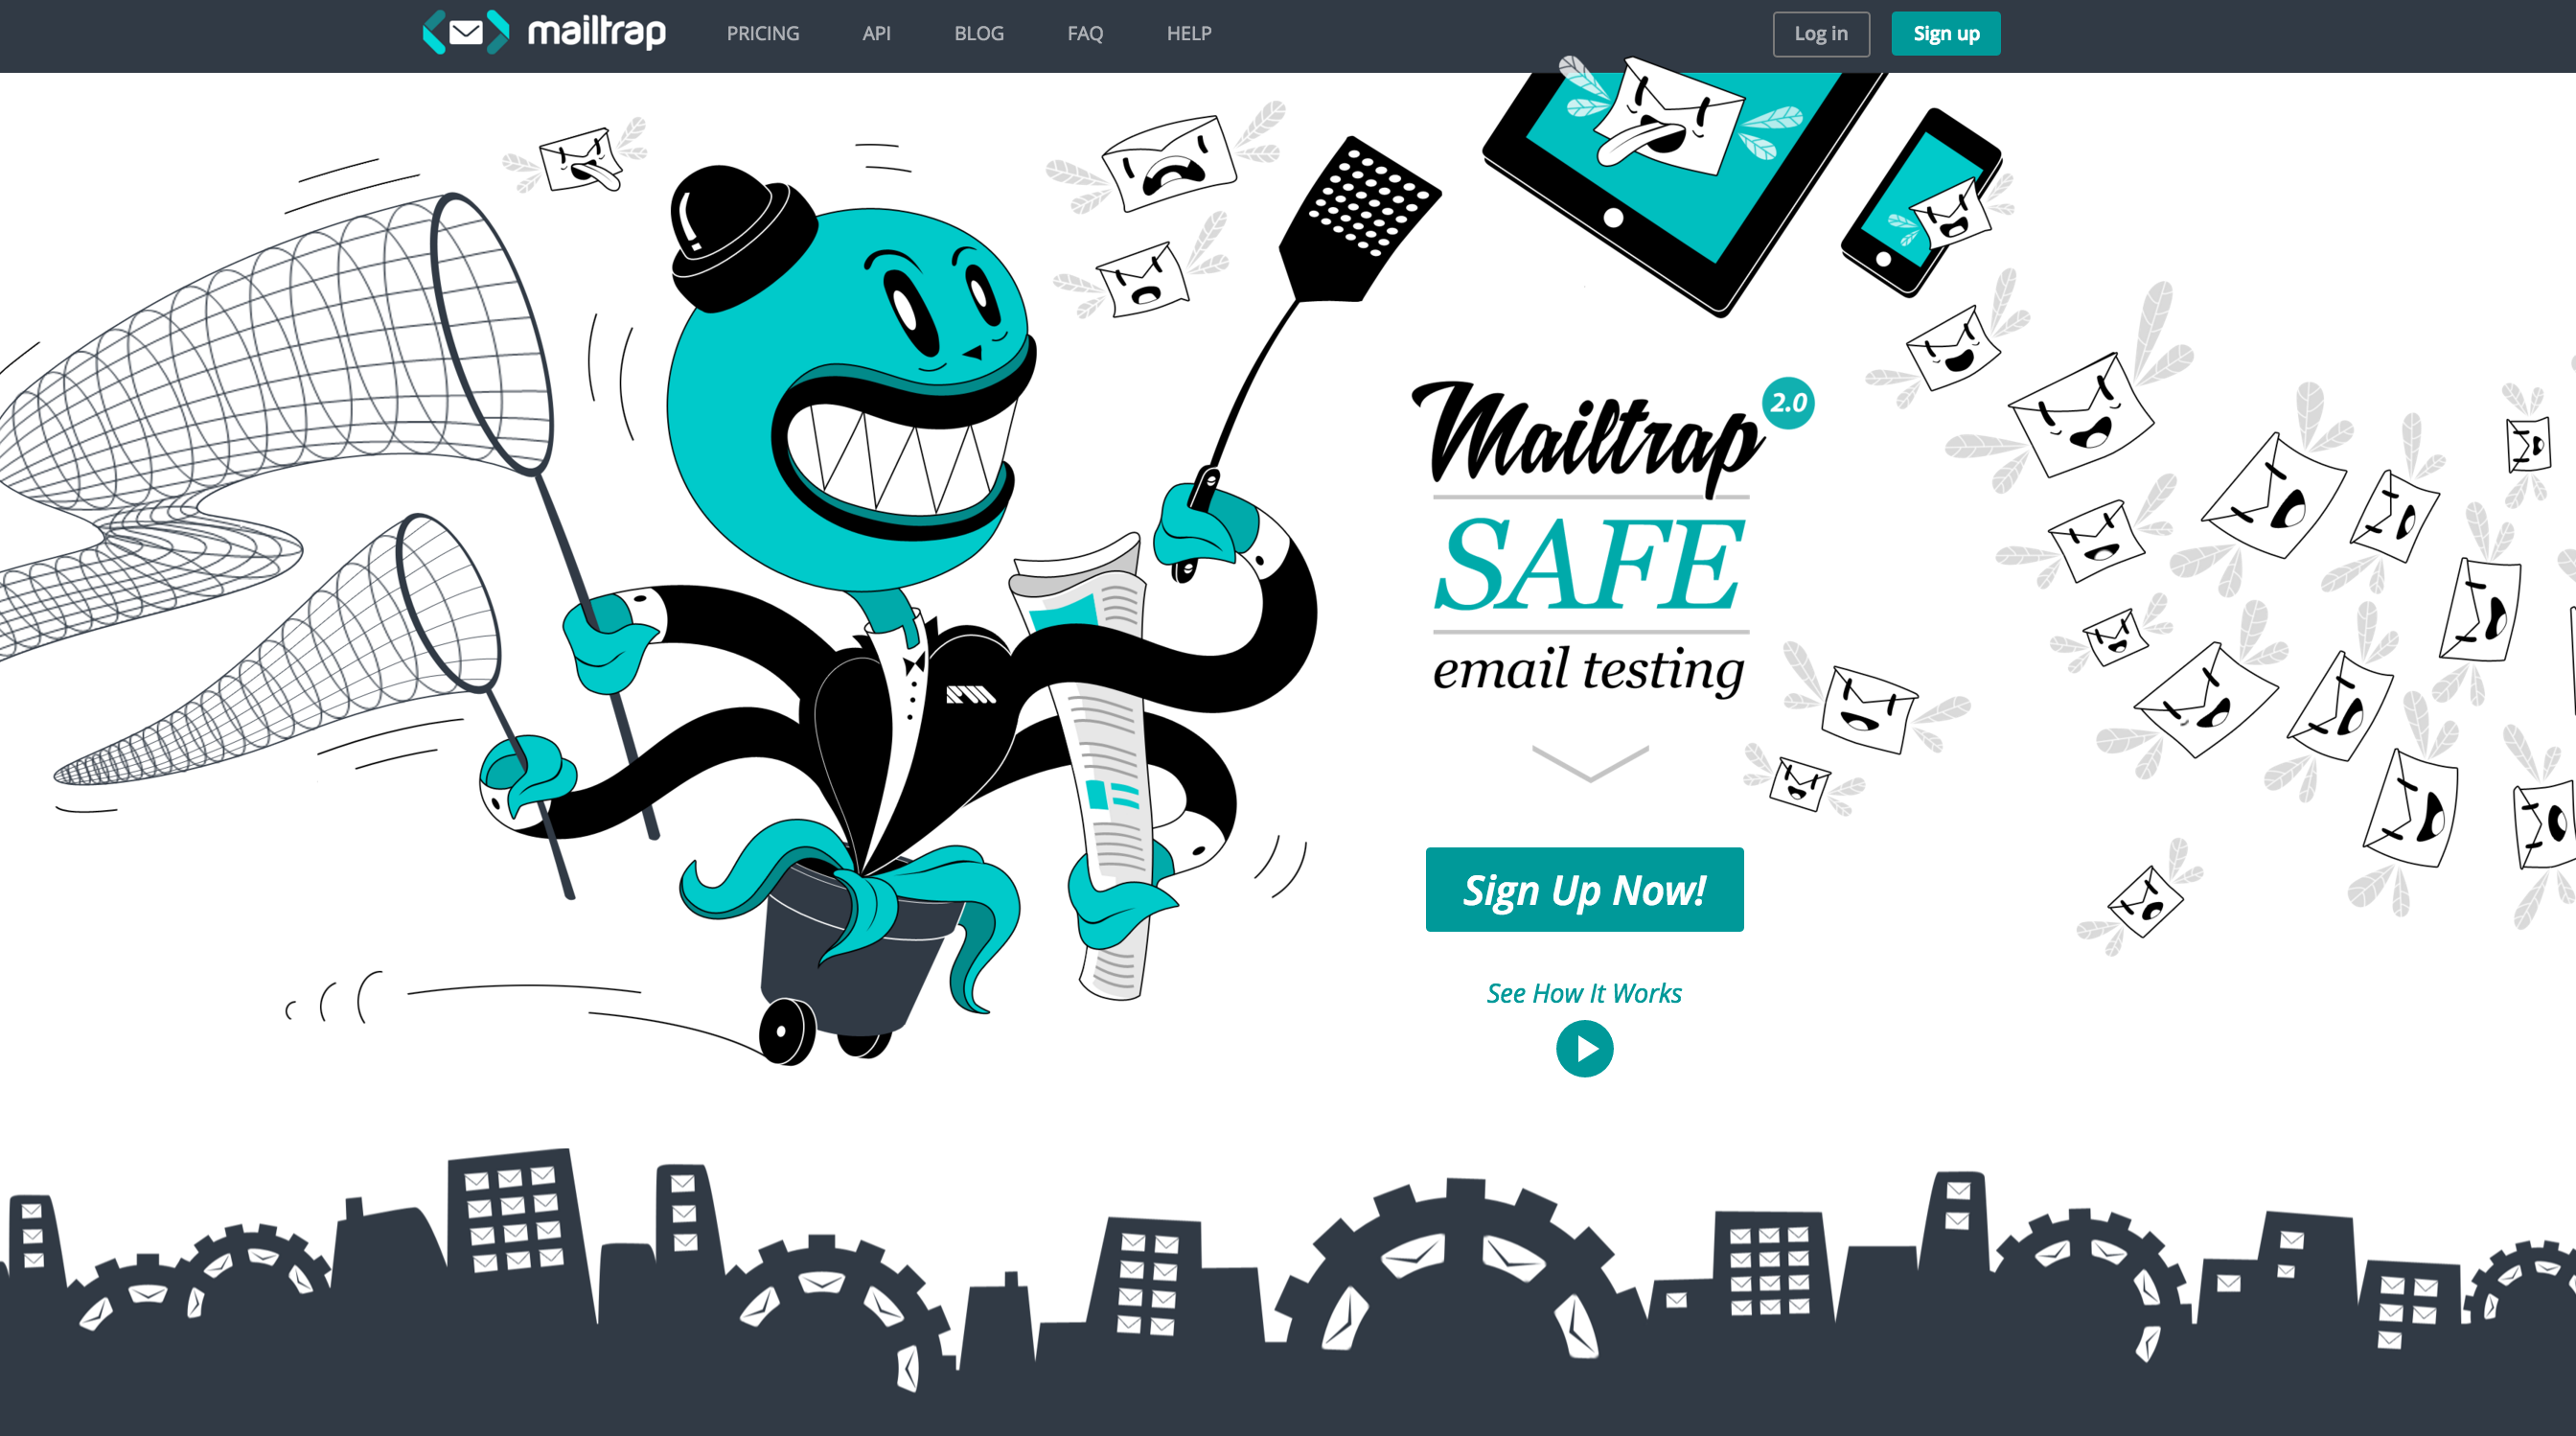 mailtrap
PRICING
API
BLOG
FAQ
HELP
Log in
Sign up
Mailtrap 2.0
SAFE
email testing
Sign Up Now!
See How It Works